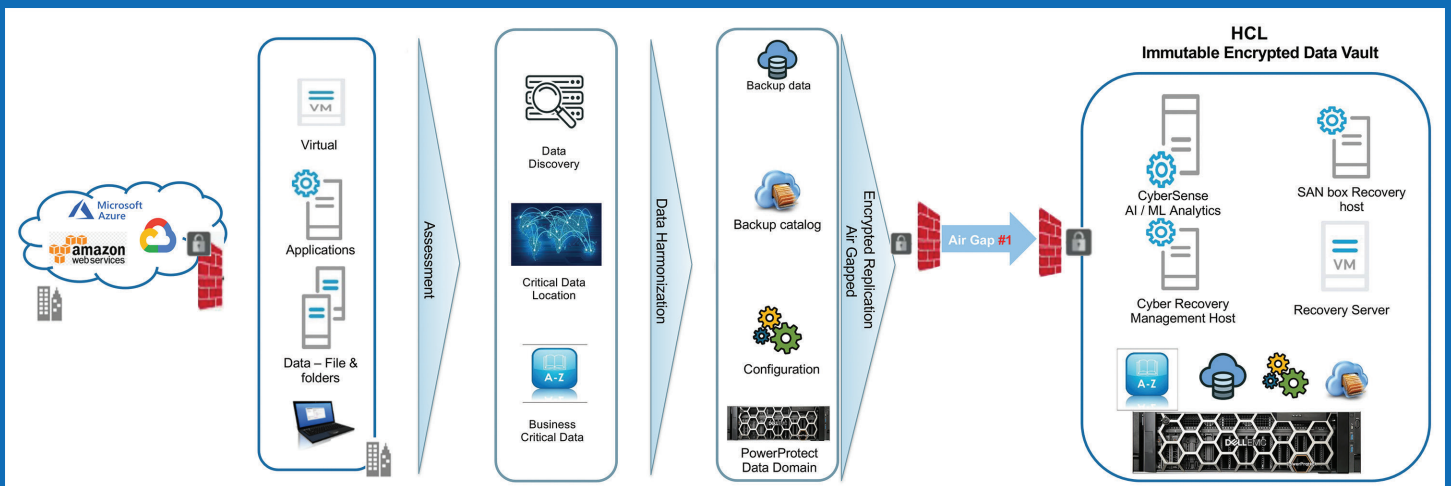 Microsoft
Azure
amazon
webservices
VM
Virtual
Applications
Data – File &
folders
Assessment
Data
Discovery
Critical Data
Location
A-Z
Business
Critical Data
Data Harmonization
Backup data
Backup catalog
Configuration
PowerProtect
Data Domain
Encrypted Replication
Air Gapped
Air Gap #1
HCL
Immutable Encrypted Data Vault
CyberSense
AI / ML Analytics
SAN box Recovery
host
Cyber Recovery
Management Host
VM
Recovery Server
A-Z
DELLEMC
PowerProtect